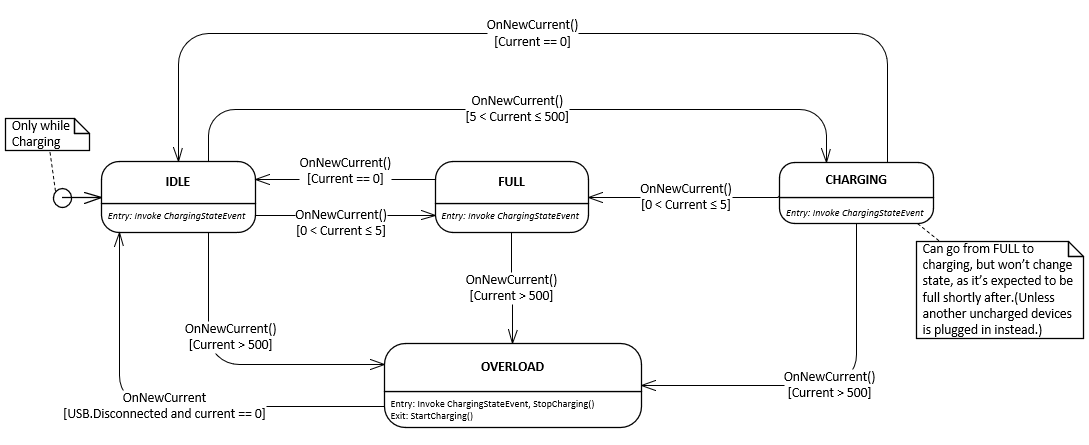 OnNewCurrent()
[Current == 0]
OnNewCurrent()
[5 < Current ≤ 500]
Only while
Charging
IDLE
Entry: Invoke ChargingStateEvent
OnNewCurrent()
[Current == 0]
OnNewCurrent()
[0 < Current ≤ 5]
FULL
Entry: Invoke ChargingStateEvent
OnNewCurrent()
[0 < Current ≤ 5]
CHARGING
Entry: Invoke ChargingStateEvent
Can go from FULL to
charging, but won't change
state, as it's expected to be
full shortly after.(Unless
another uncharged devices
is plugged in instead.)
OnNewCurrent()
[Current > 500]
OnNewCurrent()
[Current > 500]
OVERLOAD
Entry: Invoke ChargingStateEvent, StopCharging()
Exit: StartCharging()
OnNewCurrent()
[Current > 500]
OnNewCurrent
[USB.Disconnected and current == 0]